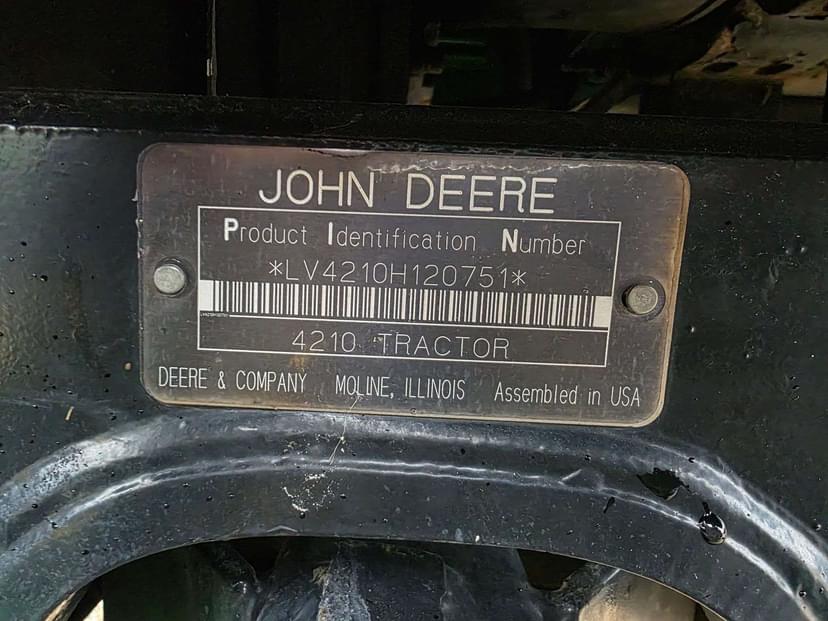 JOHN DEERE
Product Identification Number
*LV4210H120751*
4210 TRACTOR
DEERE & COMPANY MOLINE, ILLINOIS Assembled in USA